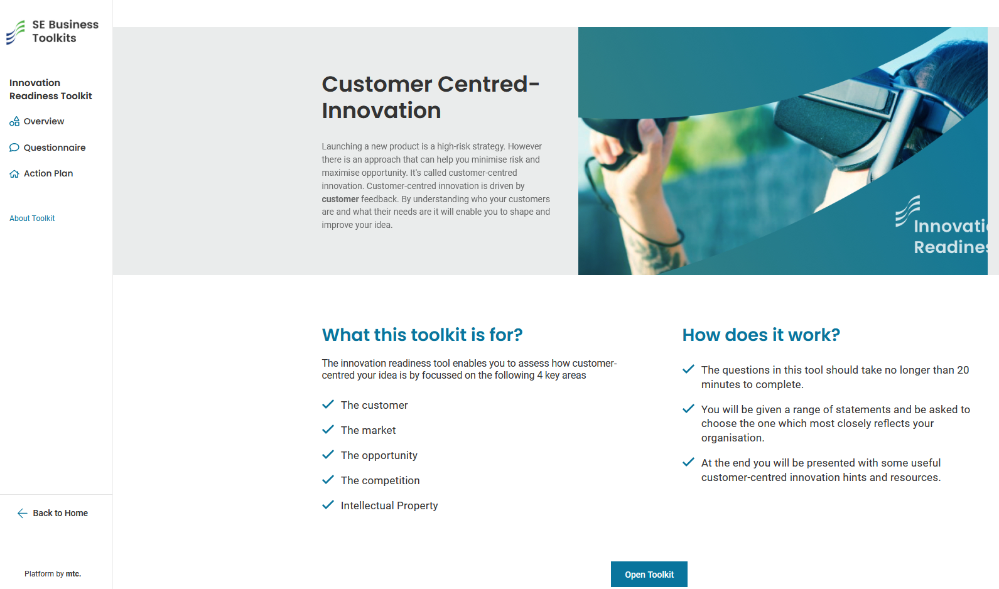 SE Business
Toolkits
Innovation
Readiness Toolkit
Overview
Questionnaire
Action Plan
About Toolkit
Back to Home
Platform by mtc.
Customer Centred-
Innovation
Launching a new product is a high-risk strategy. However
there is an approach that can help you minimise risk and
maximise opportunity. It's called customer-centred
innovation. Customer-centred innovation is driven by
customer feedback. By understanding who your customers
are and what their needs are it will enable you to shape and
improve your idea.
Innovati
Readines
What this toolkit is for?
The innovation readiness tool enables you to assess how customer-
centred your idea is by focussed on the following 4 key areas
The customer
The market
The opportunity
The competition
Intellectual Property
How does it work?
The questions in this tool should take no longer than 20
minutes to complete.
You will be given a range of statements and be asked to
choose the one which most closely reflects your
organisation.
At the end you will be presented with some useful
customer-centred innovation hints and resources.
Open Toolkit